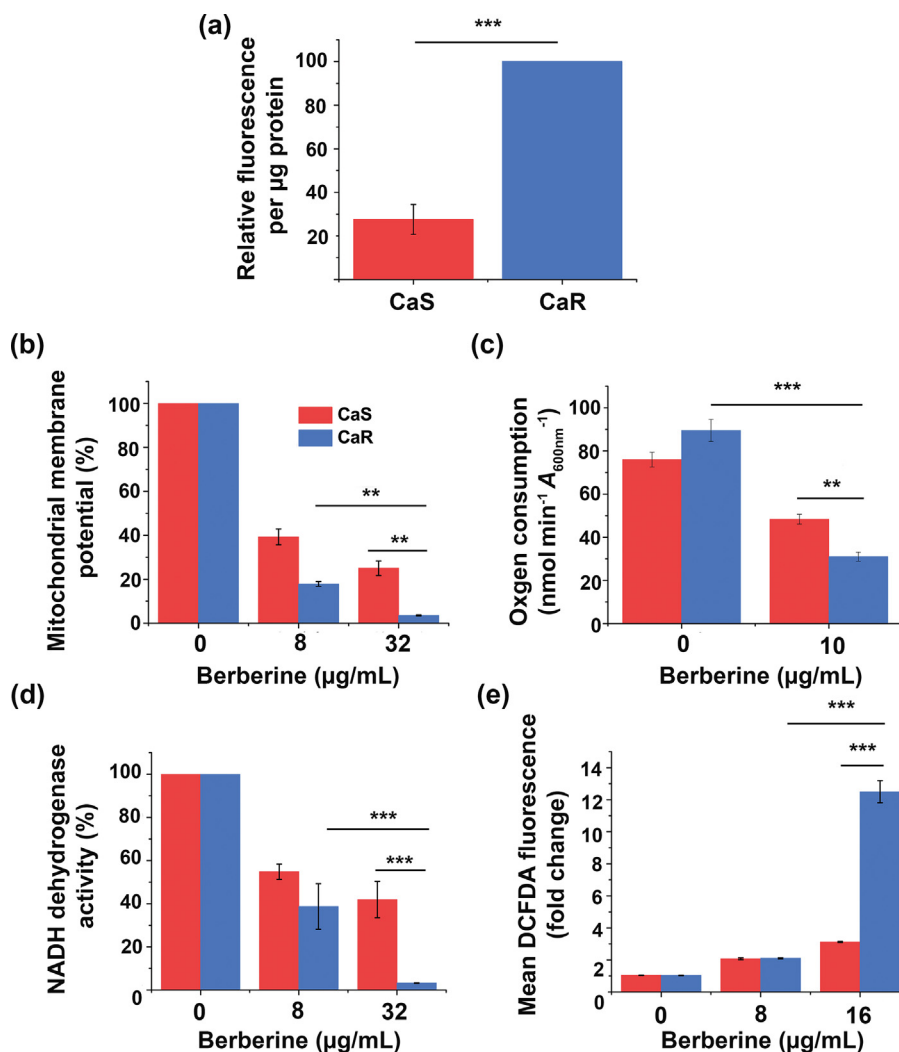 (a)
Relative fluorescence
per µg protein
100
80
60
40
20
***
CaS
CaR
(b)
Mitochondrial membrane
potential (%)
100
80
60
40
20
0
CaS
CaR
**
**
0
8
32
Berberine (µg/mL)
(c)
Oxgen consumption
(nmol min⁻¹ A₆₀₀ₙₘ⁻¹)
100
80
60
40
20
0
***
**
0
10
Berberine (µg/mL)
(d)
NADH dehydrogenase
activity (%)
100
80
60
40
20
0
***
***
0
8
32
Berberine (µg/mL)
(e)
Mean DCFDA fluorescence
(fold change)
14
12
10
8
6
4
2
0
***
***
0
8
16
Berberine (µg/mL)